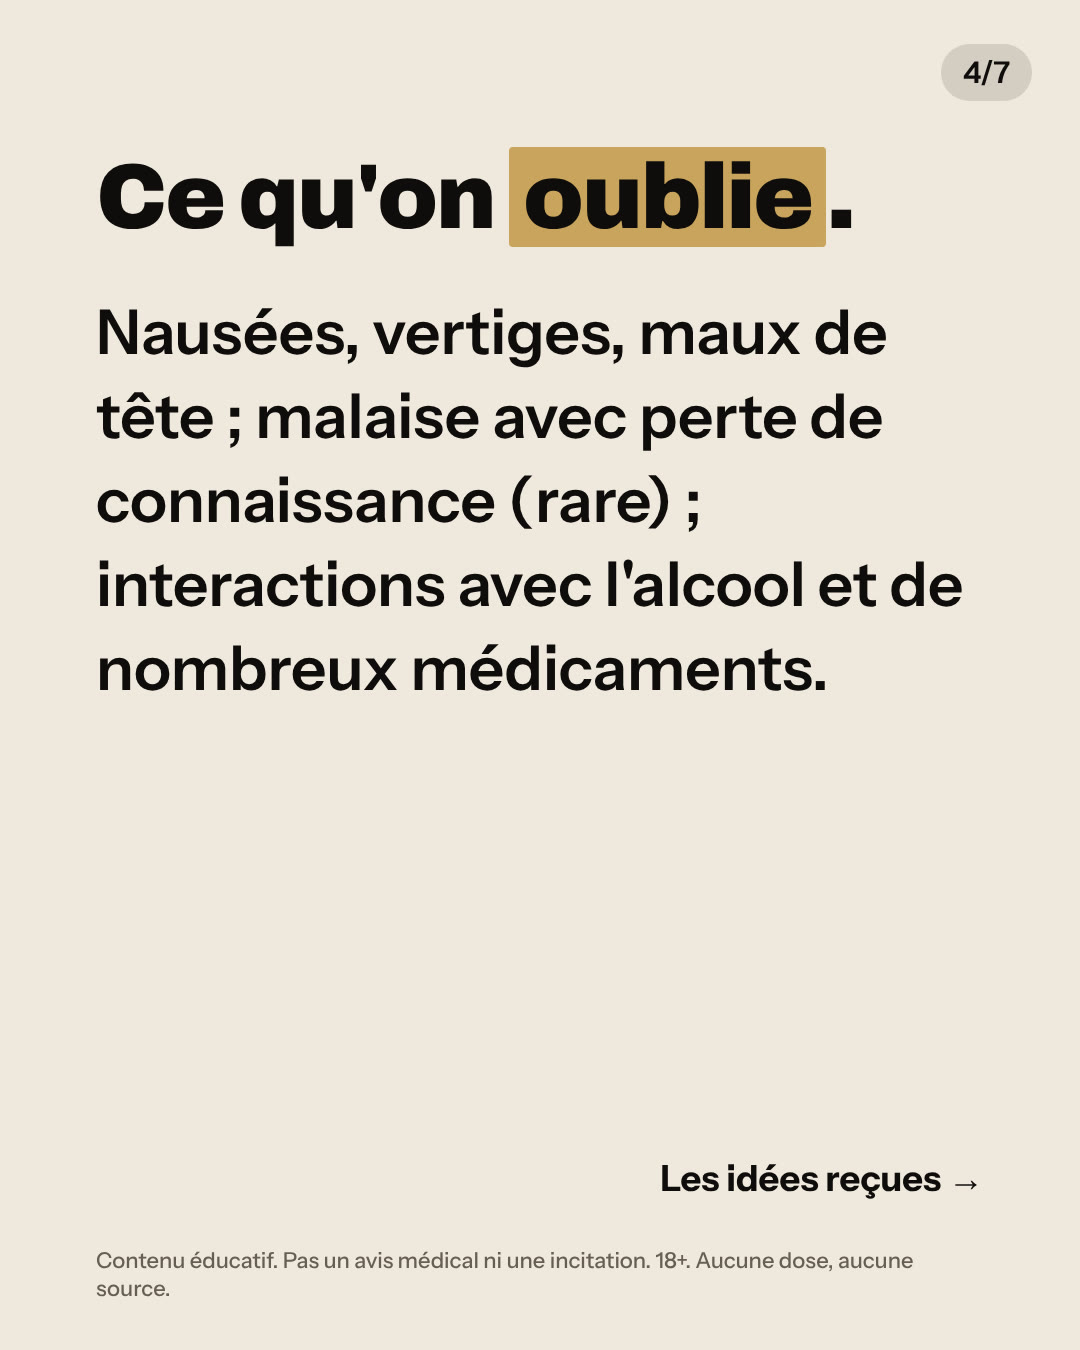 4/7
Ce qu'on oublie.
Nausées, vertiges, maux de
tête ; malaise avec perte de
connaissance (rare) ;
interactions avec l'alcool et de
nombreux médicaments.
Les idées reçues →
Contenu éducatif. Pas un avis médical ni une incitation. 18+. Aucune dose, aucune
source.